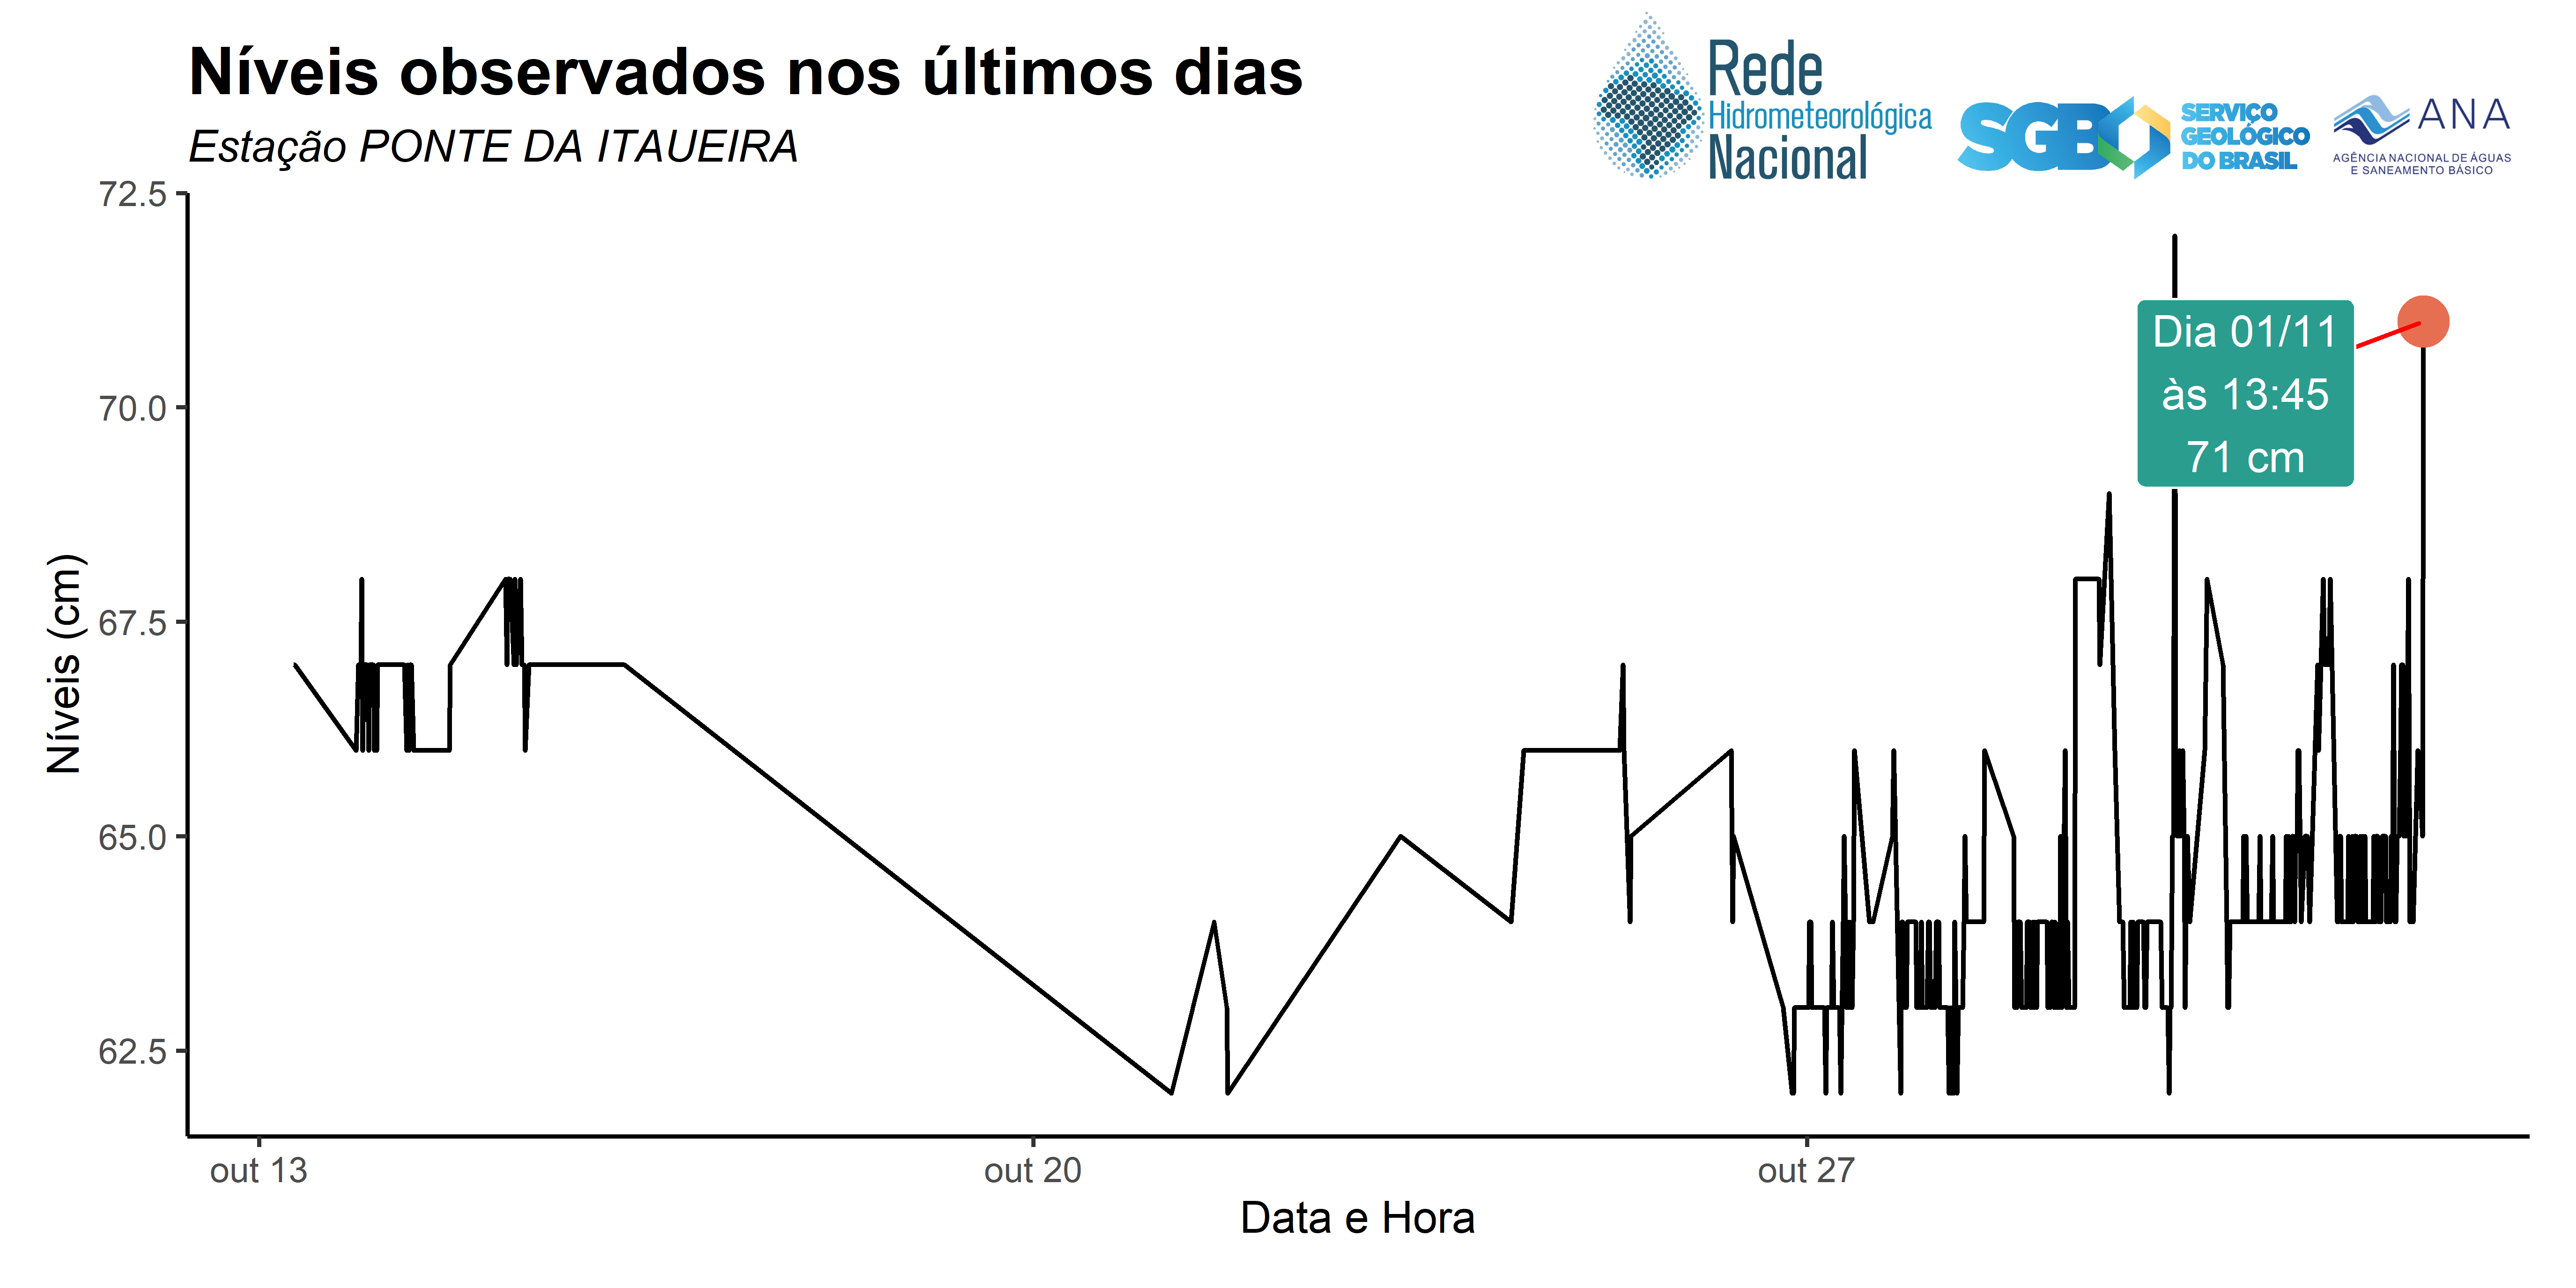 Níveis observados nos últimos dias
Estação PONTE DA ITAUEIRA
Rede
Hidrometeorológica
Nacional
SGB
SERVIÇO
GEOLÓGICO
DO BRASIL
ANA
AGÊNCIA NACIONAL DE ÁGUAS
E SANEAMENTO BÁSICO
72.5
70.0
67.5
65.0
62.5
Níveis (cm)
Dia 01/11
às 13:45
71 cm
out 13
out 20
out 27
Data e Hora